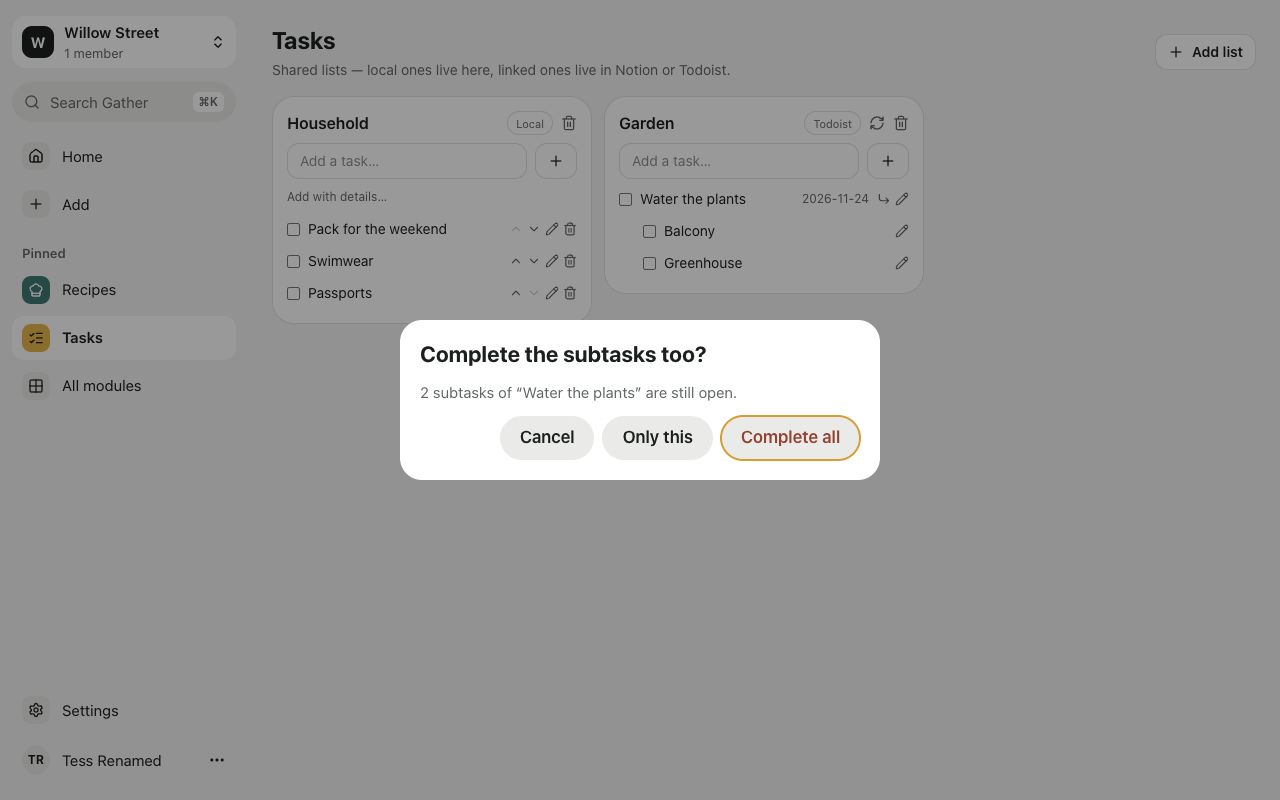 W
Willow Street
1 member
Search Gather
⌘K
Home
Add
Pinned
Recipes
Tasks
All modules
Settings
TR
Tess Renamed
Tasks
Shared lists — local ones live here, linked ones live in Notion or Todoist.
Add list
Household
Local
Add a task...
Add with details...
Pack for the weekend
Swimwear
Passports
Garden
Todoist
Add a task...
Water the plants
2026-11-24
Balcony
Greenhouse
Complete the subtasks too?
2 subtasks of “Water the plants” are still open.
Cancel
Only this
Complete all